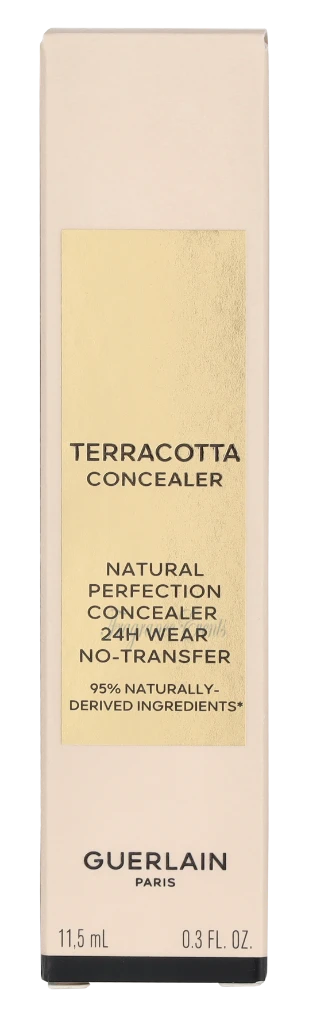 TERRACOTTA
CONCEALER
NATURAL
PERFECTION
CONCEALER
24H WEAR
NO-TRANSFER
95% NATURALLY-
DERIVED INGREDIENTS*
GUERLAIN
PARIS
11,5 mL 0.3 FL. OZ.